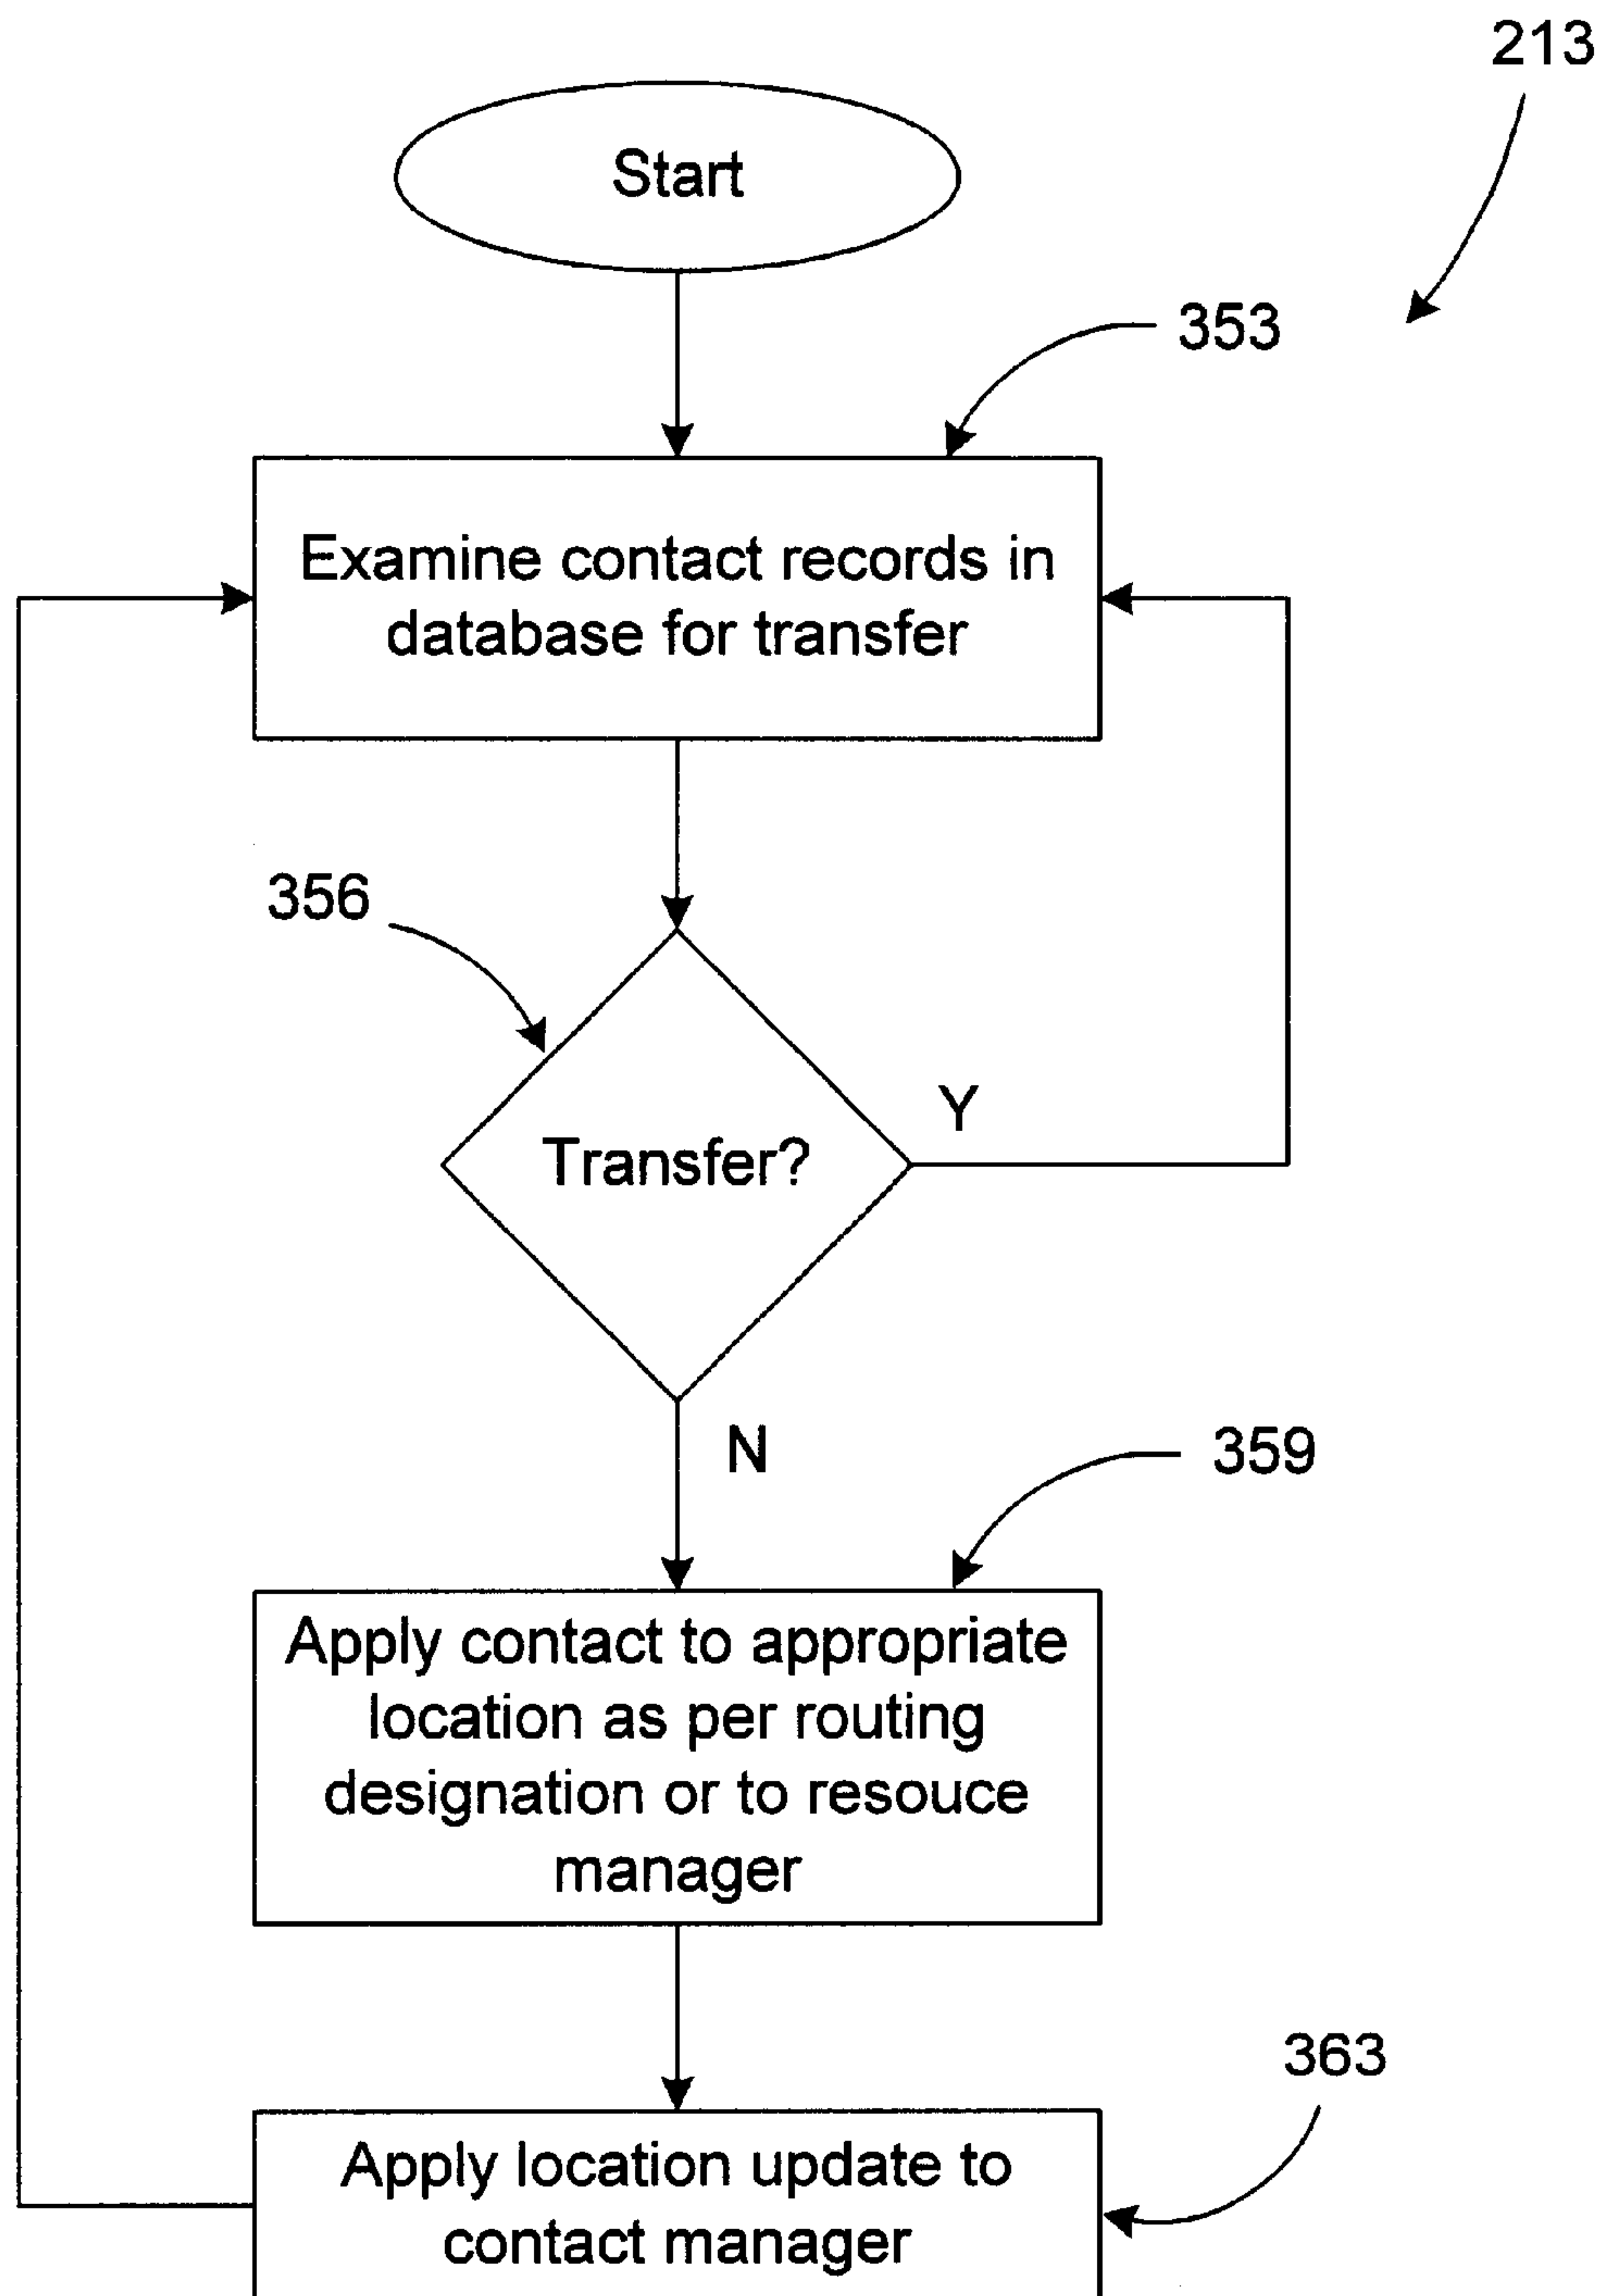 213
Start
353
Examine contact records in
database for transfer
356
Transfer?
Y
N
359
Apply contact to appropriate
location as per routing
designation or to resouce
manager
363
Apply location update to
contact manager